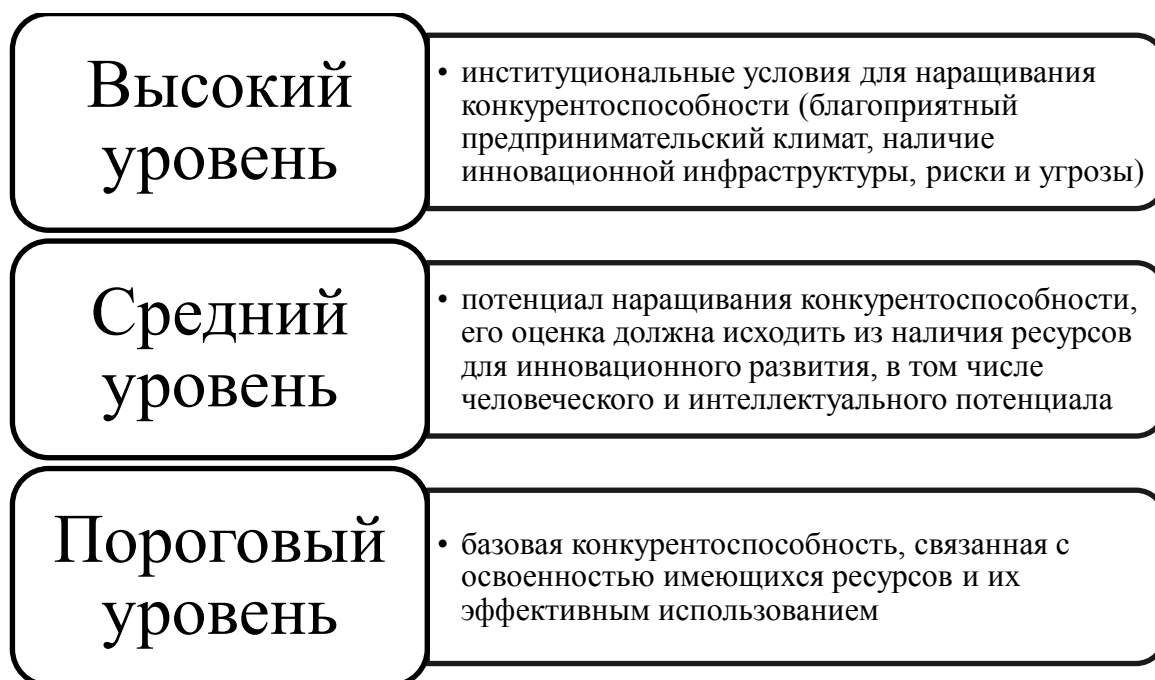 Высокий
уровень
• институциональные условия для наращивания
конкурентоспособности (благоприятный
предпринимательский климат, наличие
инновационной инфраструктуры, риски и угрозы)
Средний
уровень
• потенциал наращивания конкурентоспособности,
его оценка должна исходить из наличия ресурсов
для инновационного развития, в том числе
человеческого и интеллектуального потенциала
Пороговый
уровень
• базовая конкурентоспособность, связанная с
освоенностью имеющихся ресурсов и их
эффективным использованием